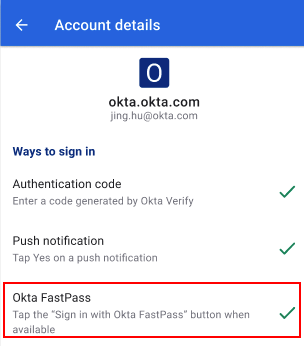 Account details
O
okta.okta.com
jing.hu@okta.com
Ways to sign in
Authentication code
Enter a code generated by Okta Verify
Push notification
Tap Yes on a push notification
Okta FastPass
Tap the “Sign in with Okta FastPass” button when
available